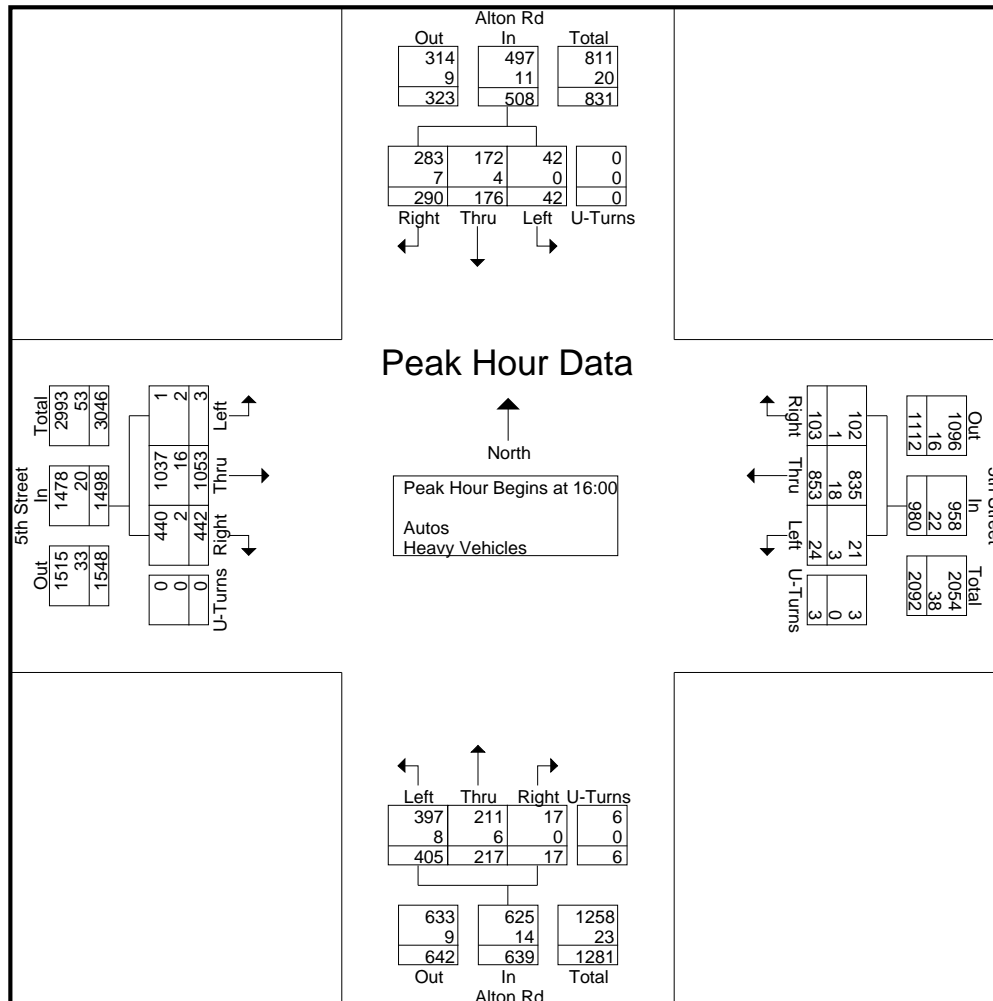 Alton Rd
Out In Total
314 497 811
9 11 20
323 508 831
283 172 42 0
7 4 0 0
290 176 42 0
Right Thru Left U-Turns
Peak Hour Data
North
Peak Hour Begins at 16:00
Autos
Heavy Vehicles
5th Street
Total In Out
2993 1478 1515
53 20 33
3046 1498 1548
1 1037 440 0
2 16 2 0
3 1053 442 0
Left Thru Right U-Turns
Out In Total
1096 958 2054
16 22 38
1112 980 2092
102 835 21 3
1 18 3 0
103 853 24 3
Right Thru Left U-Turns
Left Thru Right U-Turns
397 211 17 6
8 6 0 0
405 217 17 6
633 625 1258
9 14 23
642 639 1281
Out In Total
Alton Rd